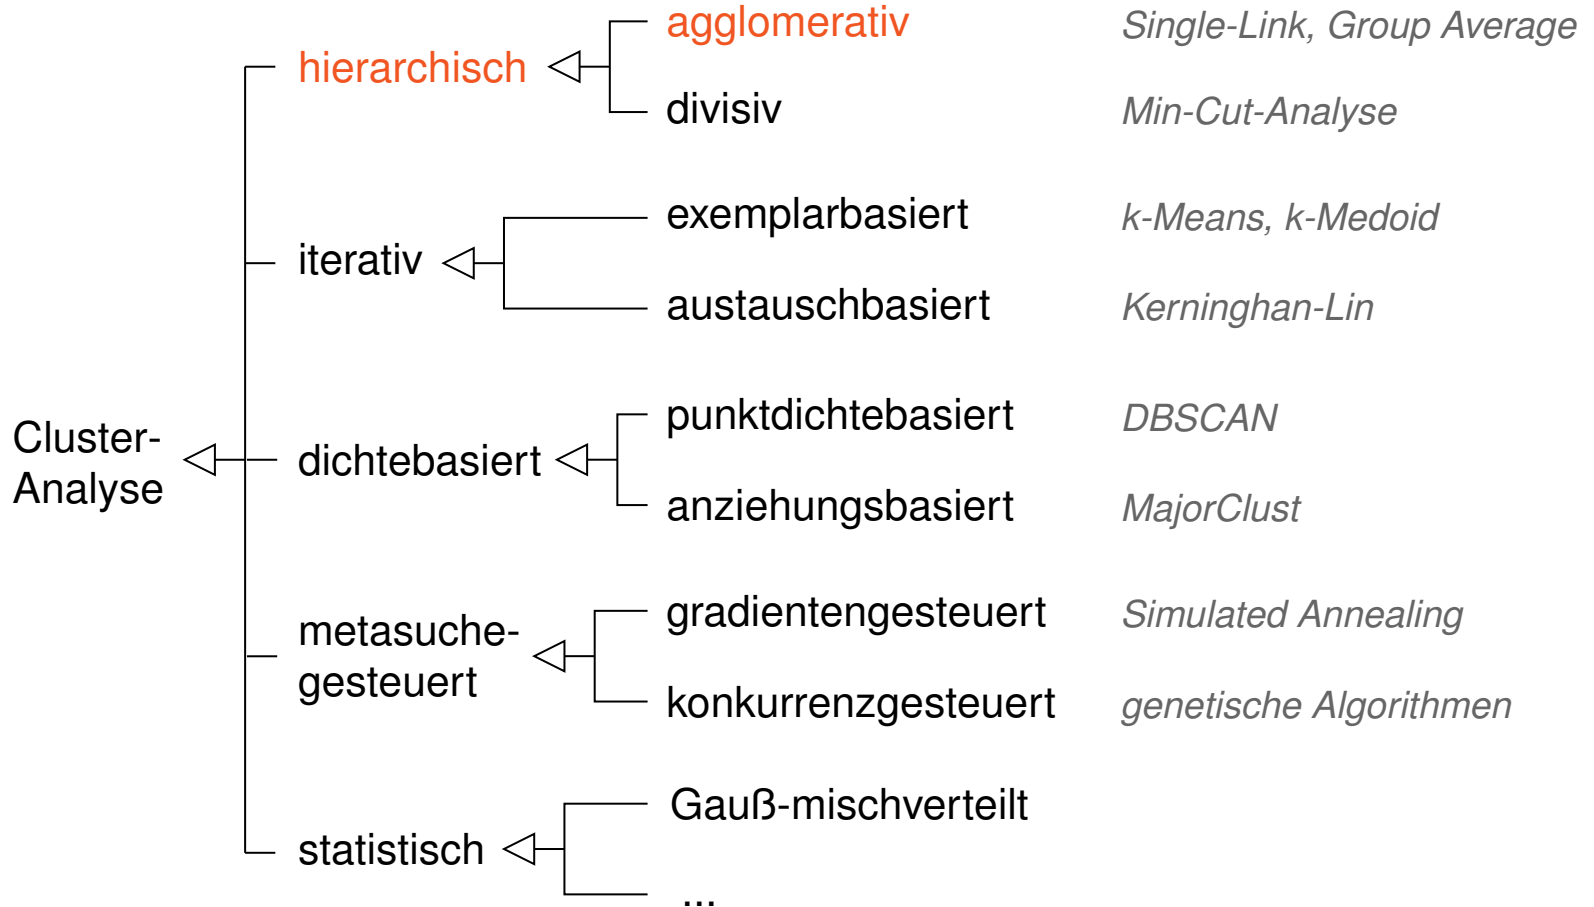 agglomerativ Single-Link, Group Average
hierarchisch
divisiv Min-Cut-Analyse
exemplarbasiert k-Means, k-Medoid
iterativ
austauschbasiert Kerninghan-Lin
punktdichtebasiert DBSCAN
Cluster-
Analyse
dichtebasiert
anziehungsbasiert MajorClust
gradientengesteuert Simulated Annealing
metasuche-
gesteuert
konkurrenzgesteuert genetische Algorithmen
Gauß-mischverteilt
statistisch
...